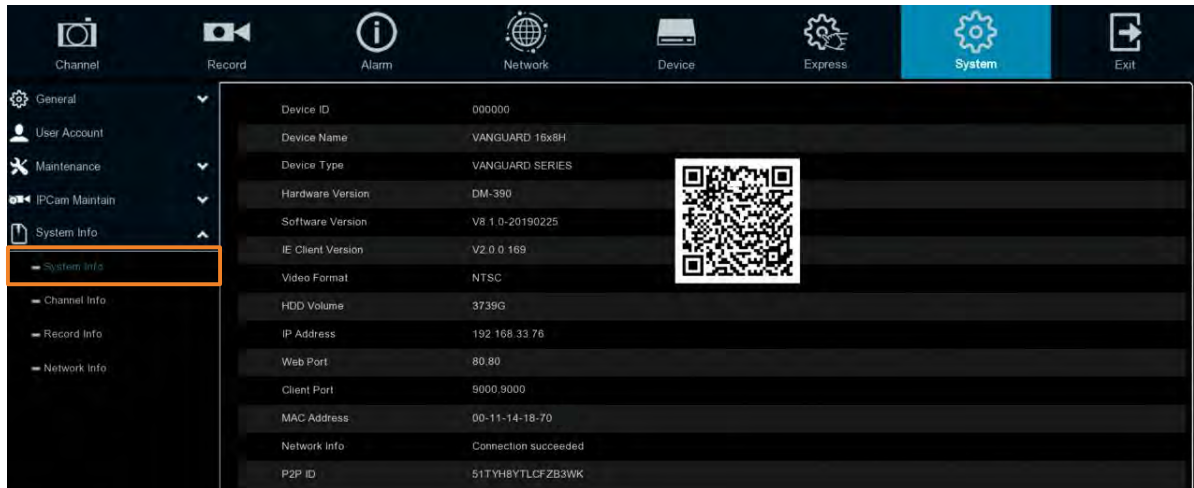 Channel Record Alarm Network Device Express System Exit
General
User Account
Maintenance
IPCam Maintain
System Info
System Info
Channel Info
Record Info
Network Info
Device ID 000000
Device Name VANGUARD 16x8H
Device Type VANGUARD SERIES
Hardware Version DM-390
Software Version V8.1.0-20190225
IE Client Version V2.0.0.169
Video Format NTSC
HDD Volume 3739G
IP Address 192.168.33.76
Web Port 80,80
Client Port 9000,9000
MAC Address 00-11-14-18-70
Network Info Connection succeeded
P2P ID 51TYH8YTLCFZB3WK